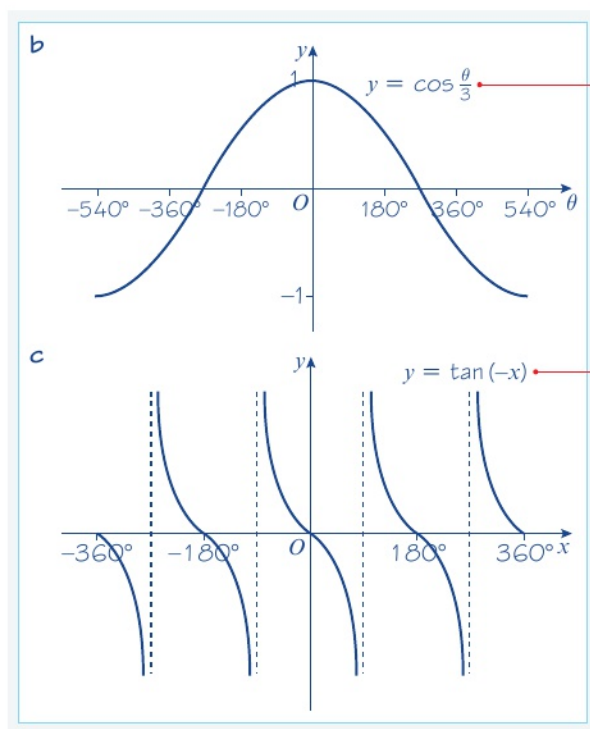 b
y
1
y = cos θ/3
−540° −360° −180° O 180° 360° 540° θ
−1
c
y
y = tan (−x)
−360° −180° O 180° 360° x